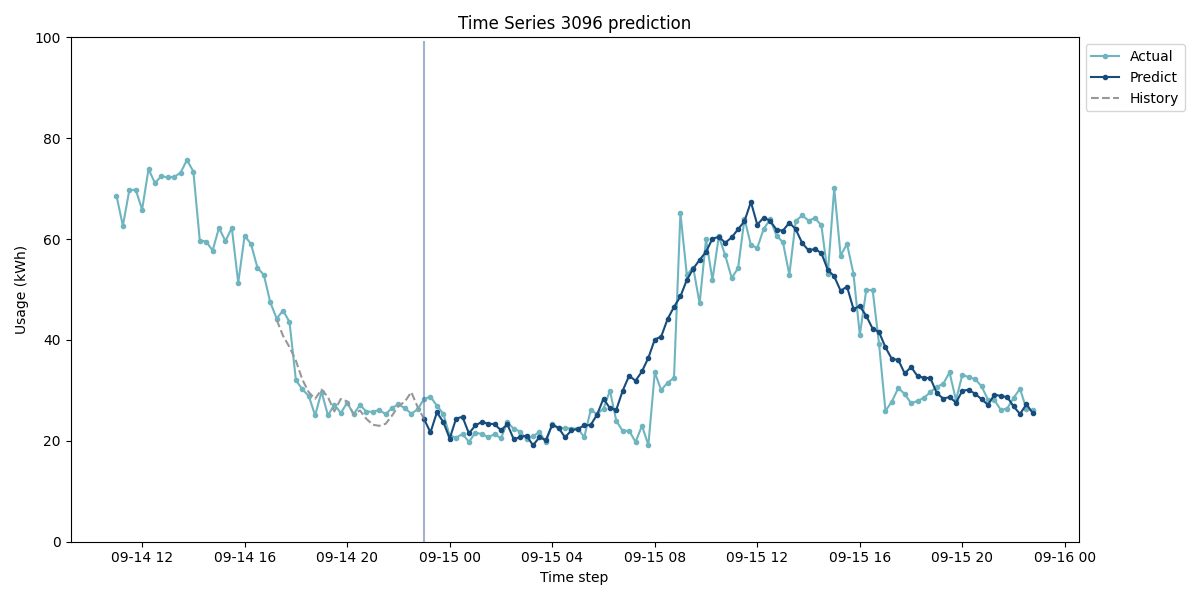 Time Series 3096 prediction
Actual
Predict
History
Usage (kWh)
100
80
60
40
20
0
09-14 12
09-14 16
09-14 20
09-15 00
09-15 04
09-15 08
09-15 12
09-15 16
09-15 20
09-16 00
Time step